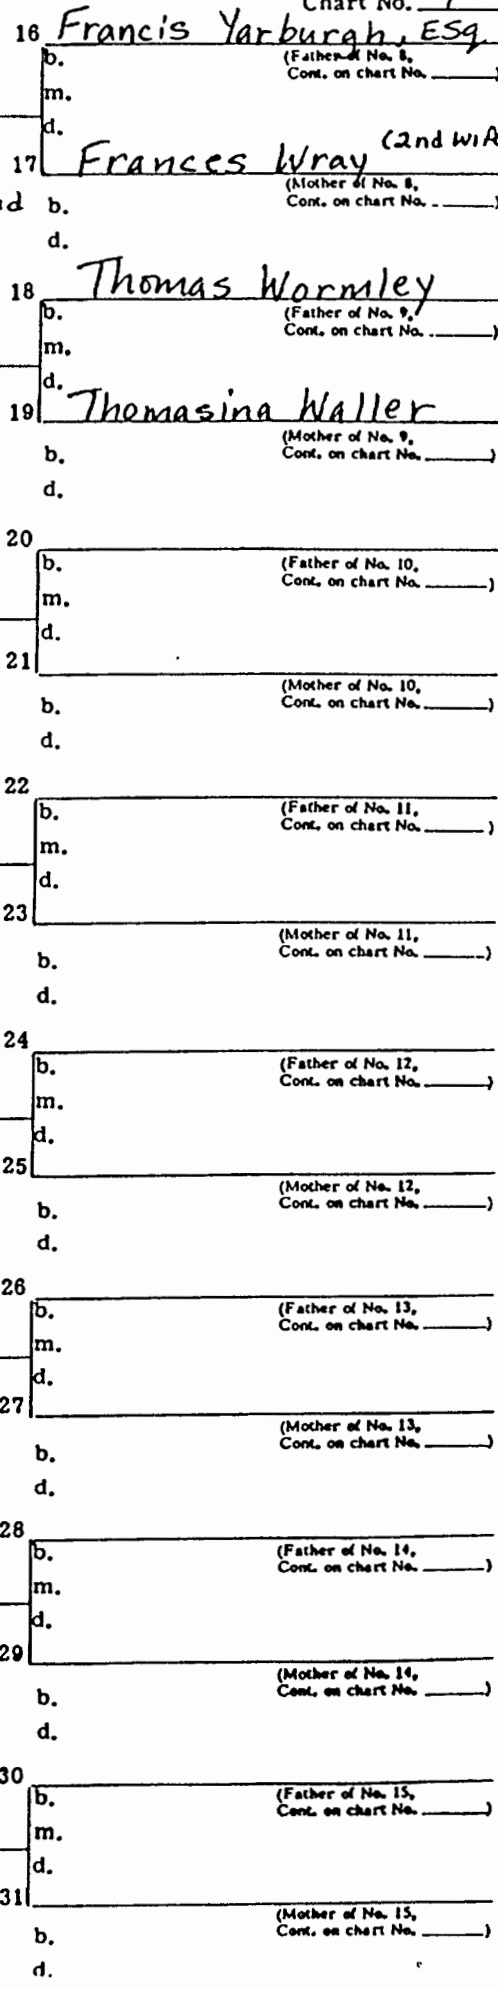 Chart No.
16 Francis Yarburgh, ESq.
b. (Father of No. 8,
Cont. on chart No. )
m.
d.
(2nd wif
17 Frances Wray
(Mother of No. 8,
b. Cont. on chart No. )
d.
18 Thomas Wormley
b. (Father of No. 9,
Cont. on chart No. )
m.
d.
19 Thomasina Waller
(Mother of No. 9,
b. Cont. on chart No. )
d.
20
b. (Father of No. 10,
Cont. on chart No. )
m.
d.
21
(Mother of No. 10,
b. Cont. on chart No. )
d.
22
b. (Father of No. 11,
Cont. on chart No. )
m.
d.
23
(Mother of No. 11,
b. Cont. on chart No. )
d.
24
b. (Father of No. 12,
Cont. on chart No. )
m.
d.
25
(Mother of No. 12,
b. Cont. on chart No. )
d.
26
b. (Father of No. 13,
Cont. on chart No. )
m.
d.
27
(Mother of No. 13,
b. Cont. on chart No. )
d.
28
b. (Father of No. 14,
Cont. on chart No. )
m.
d.
29
(Mother of No. 14,
b. Cont. on chart No. )
d.
30
b. (Father of No. 15,
Cont. on chart No. )
m.
d.
31
(Mother of No. 15,
b. Cont. on chart No. )
d.